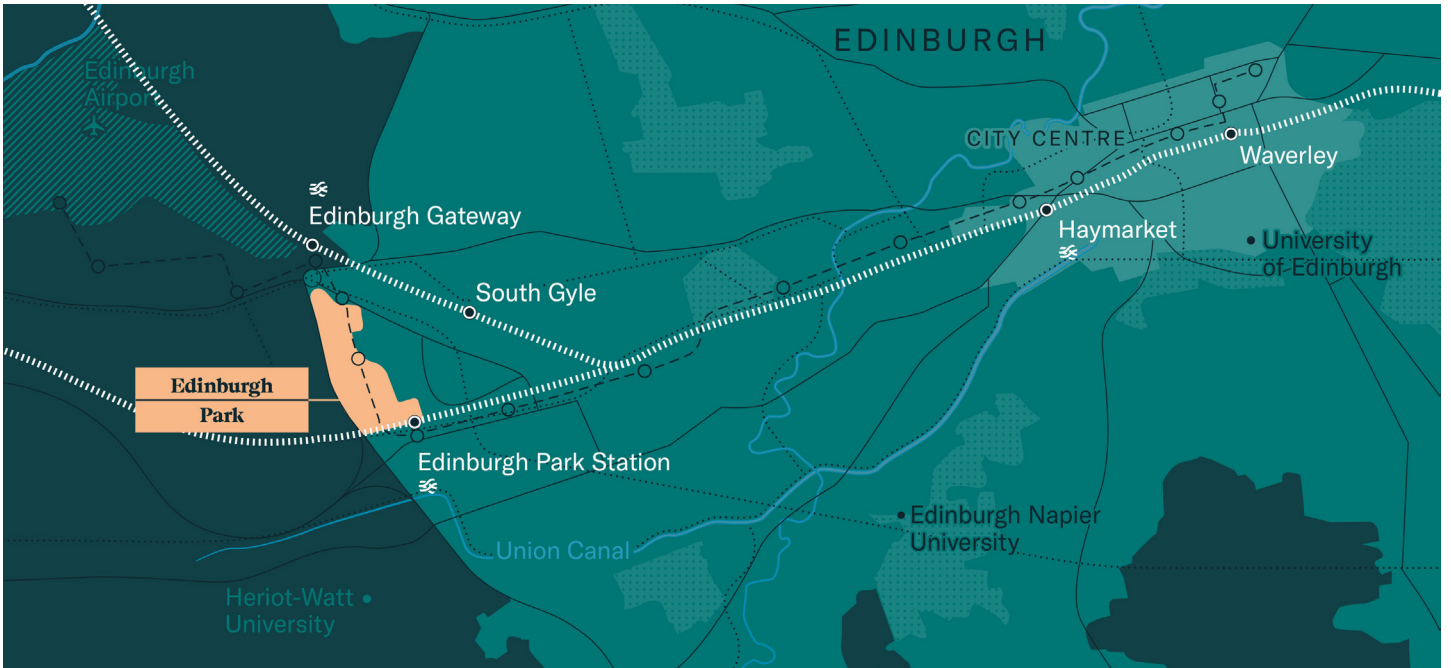 EDINBURGH
Edinburgh
Airport
CITY CENTRE
Waverley
Edinburgh Gateway
Haymarket
University
of Edinburgh
South Gyle
Edinburgh
Park
Edinburgh Park Station
Edinburgh Napier
University
Union Canal
Heriot-Watt
University